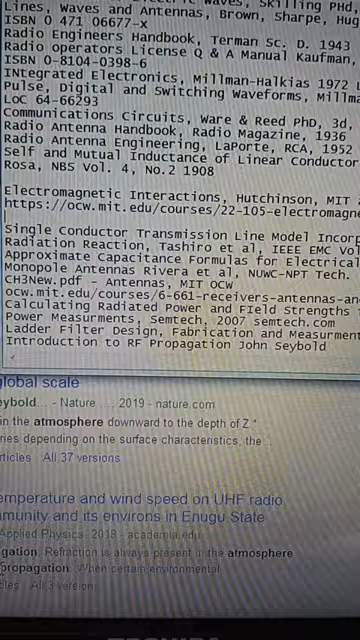 Waves, Skilling PhD,
Lines, Waves and Antennas, Brown, Sharpe, Hug
ISBN 0 471 06677-x
Radio Engineers Handbook, Terman Sc. D. 1943
Radio operators License Q & A Manual Kaufman,
ISBN O-8104-0398-6
INtegrated Electronics, Millman-Halkias 1972 L
Pulse, Digital and Switching Waveforms, Millma
LoC 64-66293
Communications Circuits, Ware & Reed PhD, 3d,
Radio Antenna Handbook, Radio Magazine, 1936
Radio Antenna Engineering, LaPorte, RCA, 1952
Self and Mutual Inductance of Linear Conductor
Rosa, NBS Vol. 4, No.2 1908
Electromagnetic Interactions, Hutchinson, MIT
https://ocw.mit.edu/courses/22-105-electromagne
Single Conductor Transmission Line Model Incorp
Radiation Reaction, Tashiro et al, IEEE EMC Vol
Approximate Capacitance Formulas for Electrical
Monopole Antennas Rivera et al, NUWC-NPT Tech.
CH3New.pdf - Antennas, MIT OCW
ocw.mit.edu/courses/6-661-receivers-antennas-an
Calculating Radiated Power and FIeld Strengths
Power Measurments, Semtech, 2007 semtech.com
Ladder Filter Design, Fabrication and Measurment
Introduction to RF Propagation John Seybold
global scale
eybold... - Nature ..., 2019 - nature.com
in the atmosphere downward to the depth of Z *
ries depending on the surface characteristics, the ...
rticles All 37 versions
emperature and wind speed on UHF radio
mmunity and its environs in Enugu State
Applied Physics, 2018 - academia.edu
gation. Refraction is always present in the atmosphere
propagation. When certain environmental
cles All 3 versions